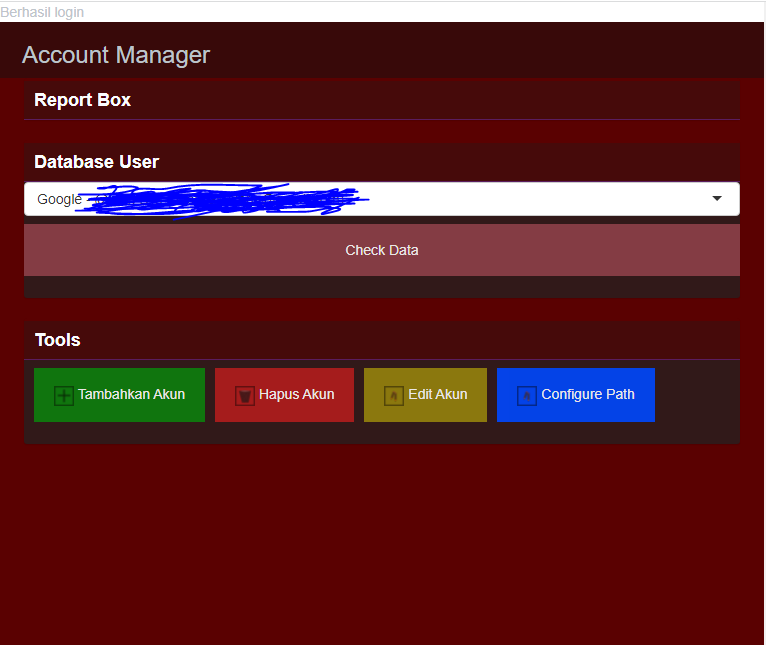 Berhasil login
Account Manager
Report Box
Database User
Google
Check Data
Tools
Tambahkan Akun
Hapus Akun
Edit Akun
Configure Path